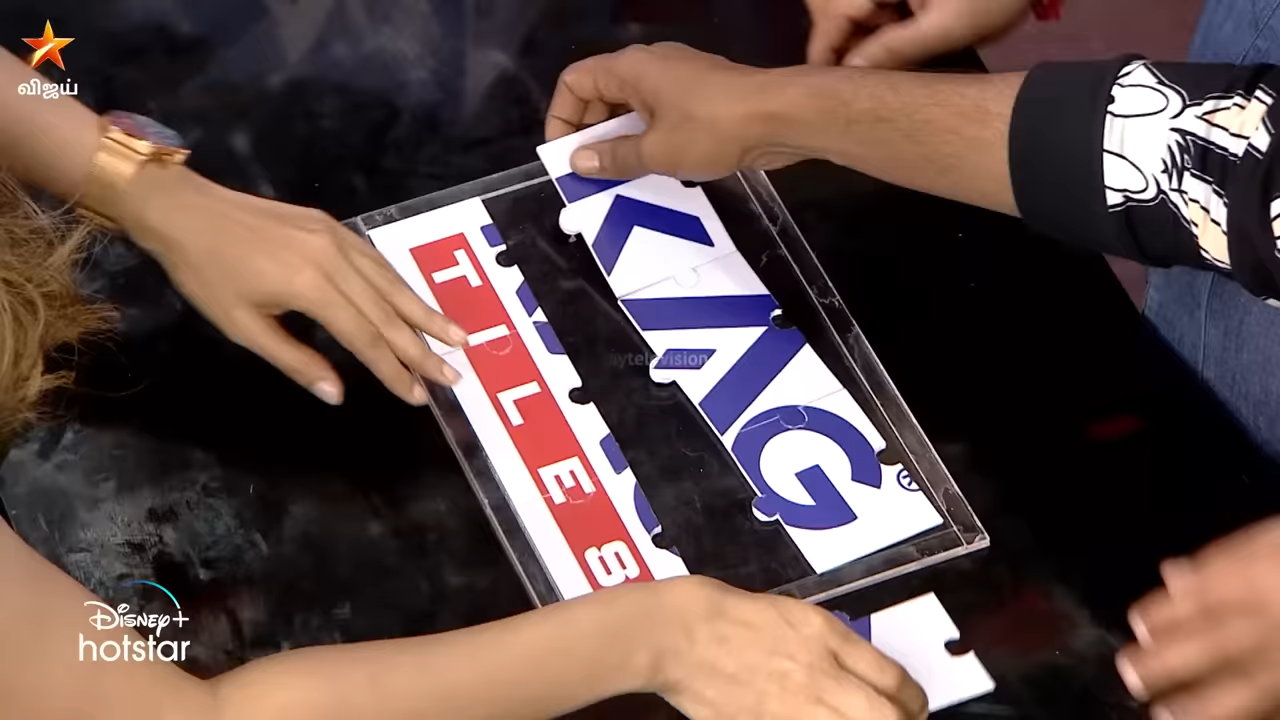 விஜய்
KAG
®
TILES
Disney+
hotstar